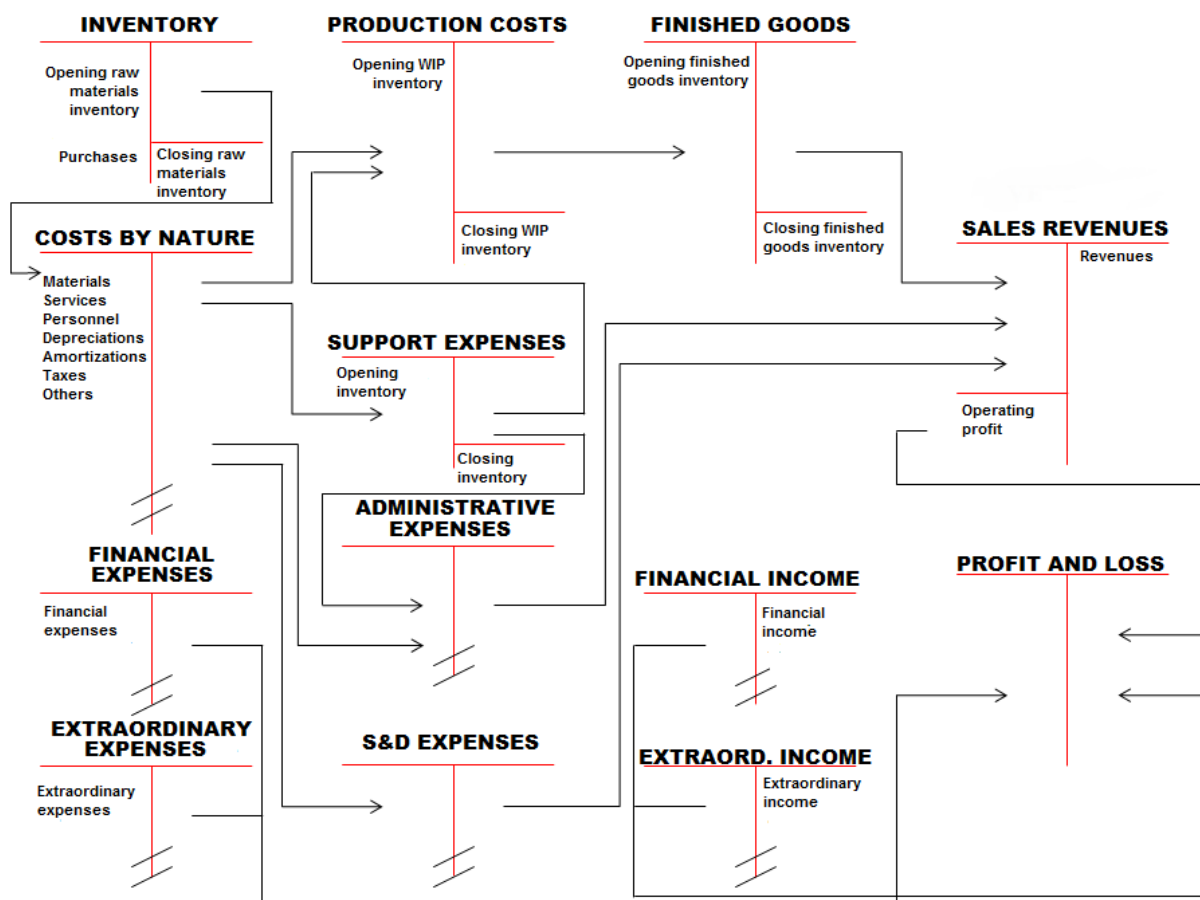 INVENTORY
Opening raw
materials
inventory
Purchases
Closing raw
materials
inventory
PRODUCTION COSTS
Opening WIP
inventory
Closing WIP
inventory
FINISHED GOODS
Opening finished
goods inventory
Closing finished
goods inventory
COSTS BY NATURE
Materials
Services
Personnel
Depreciations
Amortizations
Taxes
Others
SUPPORT EXPENSES
Opening
inventory
Closing
inventory
SALES REVENUES
Revenues
Operating
profit
ADMINISTRATIVE
EXPENSES
FINANCIAL
EXPENSES
Financial
expenses
FINANCIAL INCOME
Financial
income
PROFIT AND LOSS
EXTRAORDINARY
EXPENSES
Extraordinary
expenses
S&D EXPENSES
EXTRAORD. INCOME
Extraordinary
income